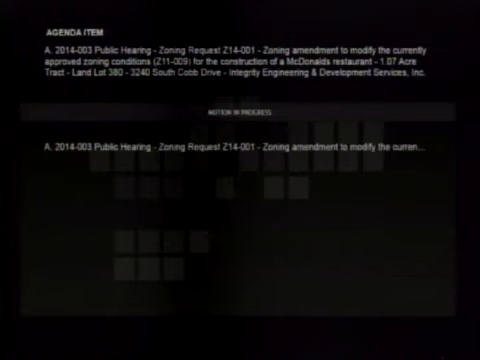 AGENDA ITEM
A. 2014-003 Public Hearing - Zoning Request Z14-001 - Zoning amendment to modify the currently
approved zoning conditions (Z11-009) for the construction of a McDonalds restaurant - 1.07 Acre
Tract - Land Lot 380 - 3240 South Cobb Drive - Integrity Engineering & Development Services, Inc.
MOTION IN PROGRESS
A. 2014-003 Public Hearing - Zoning Request Z14-001 - Zoning amendment to modify the curren...